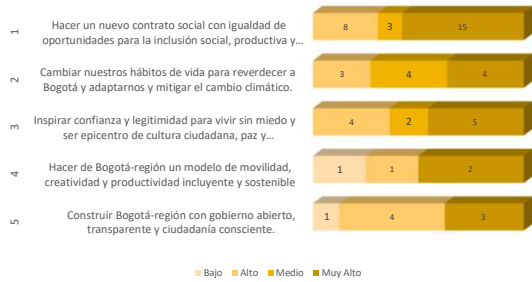 1
Hacer un nuevo contrato social con igualdad de
oportunidades para la inclusión social, productiva y…
8 3 15
2
Cambiar nuestros hábitos de vida para reverdecer a
Bogotá y adaptarnos y mitigar el cambio climático.
3 4 4
3
Inspirar confianza y legitimidad para vivir sin miedo y
ser epicentro de cultura ciudadana, paz y…
4 2 5
4
Hacer de Bogotá-región un modelo de movilidad,
creatividad y productividad incluyente y sostenible
1 1 2
5
Construir Bogotá-región con gobierno abierto,
transparente y ciudadanía consciente.
1 4 3
Bajo Alto Medio Muy Alto